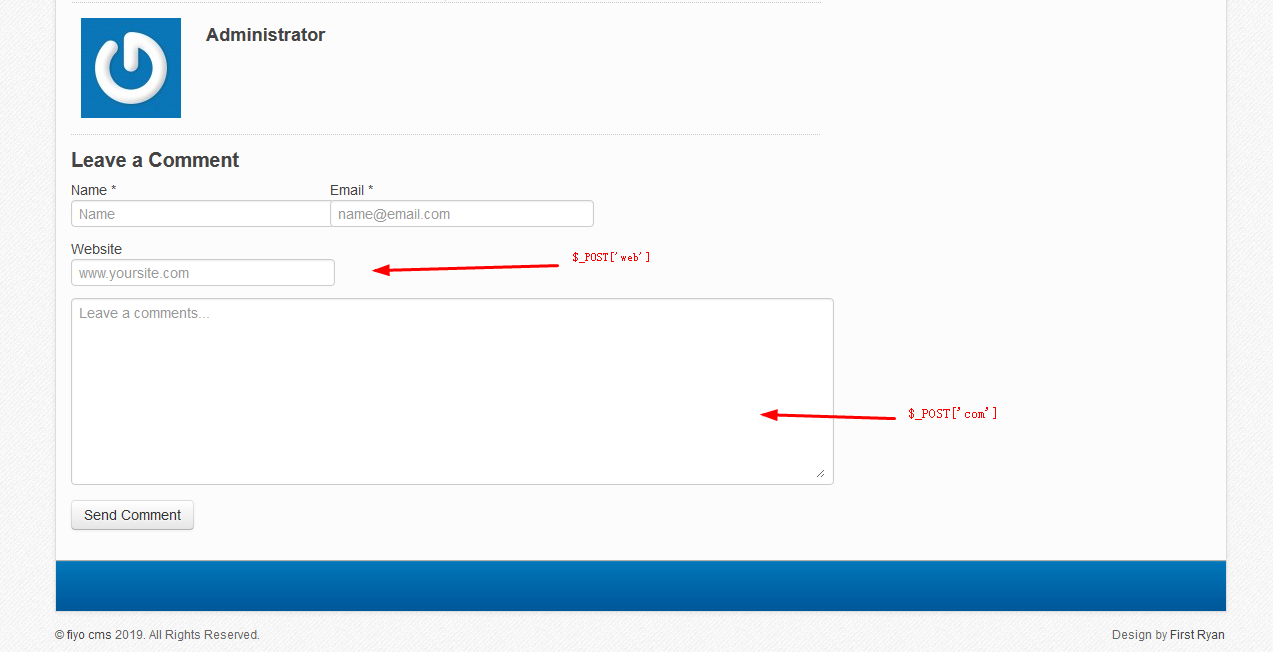 Administrator
Leave a Comment
Name * Email *
Name name@email.com
Website
$_POST['web']
www.yoursite.com
Leave a comments...
$_POST['com']
Send Comment
© fiyo cms 2019. All Rights Reserved. Design by First Ryan